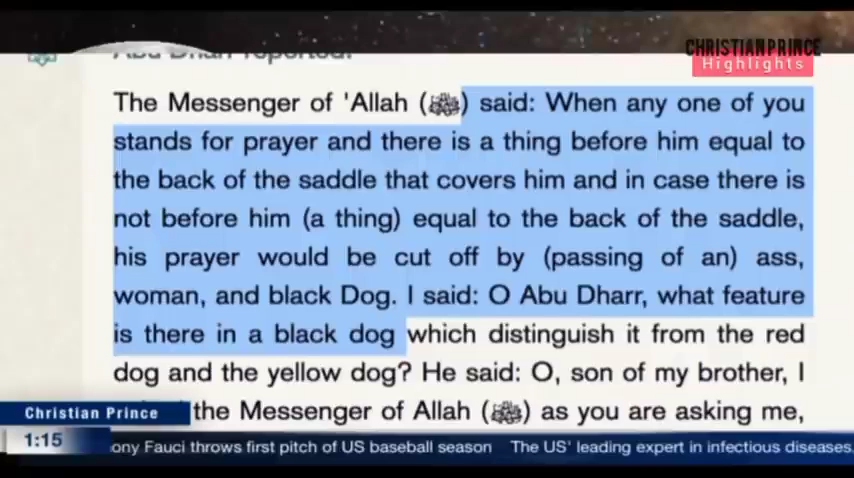 CHRISTIAN PRINCE
Highlights
Abu Dharr reported:
The Messenger of 'Allah (ﷺ) said: When any one of you
stands for prayer and there is a thing before him equal to
the back of the saddle that covers him and in case there is
not before him (a thing) equal to the back of the saddle,
his prayer would be cut off by (passing of an) ass,
woman, and black Dog. I said: O Abu Dharr, what feature
is there in a black dog which distinguish it from the red
dog and the yellow dog? He said: O, son of my brother, I
the Messenger of Allah (ﷺ) as you are asking me,
Christian Prince
1:15
ony Fauci throws first pitch of US baseball season The US' leading expert in infectious diseases